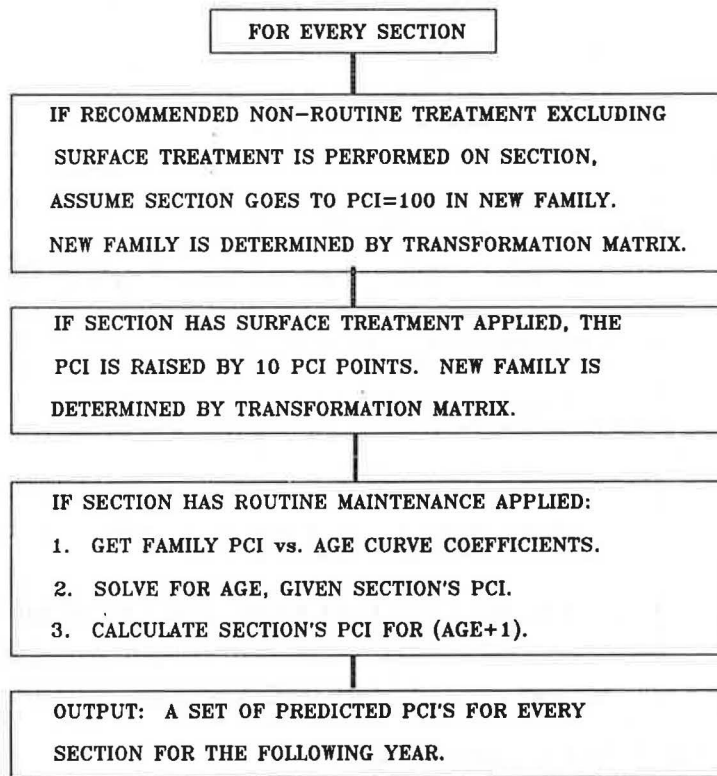 FOR EVERY SECTION
IF RECOMMENDED NON-ROUTINE TREATMENT EXCLUDING
SURFACE TREATMENT IS PERFORMED ON SECTION,
ASSUME SECTION GOES TO PCI=100 IN NEW FAMILY.
NEW FAMILY IS DETERMINED BY TRANSFORMATION MATRIX.
IF SECTION HAS SURFACE TREATMENT APPLIED, THE
PCI IS RAISED BY 10 PCI POINTS. NEW FAMILY IS
DETERMINED BY TRANSFORMATION MATRIX.
IF SECTION HAS ROUTINE MAINTENANCE APPLIED:
1. GET FAMILY PCI vs. AGE CURVE COEFFICIENTS.
2. SOLVE FOR AGE, GIVEN SECTION'S PCI.
3. CALCULATE SECTION'S PCI FOR (AGE+1).
OUTPUT: A SET OF PREDICTED PCI'S FOR EVERY
SECTION FOR THE FOLLOWING YEAR.